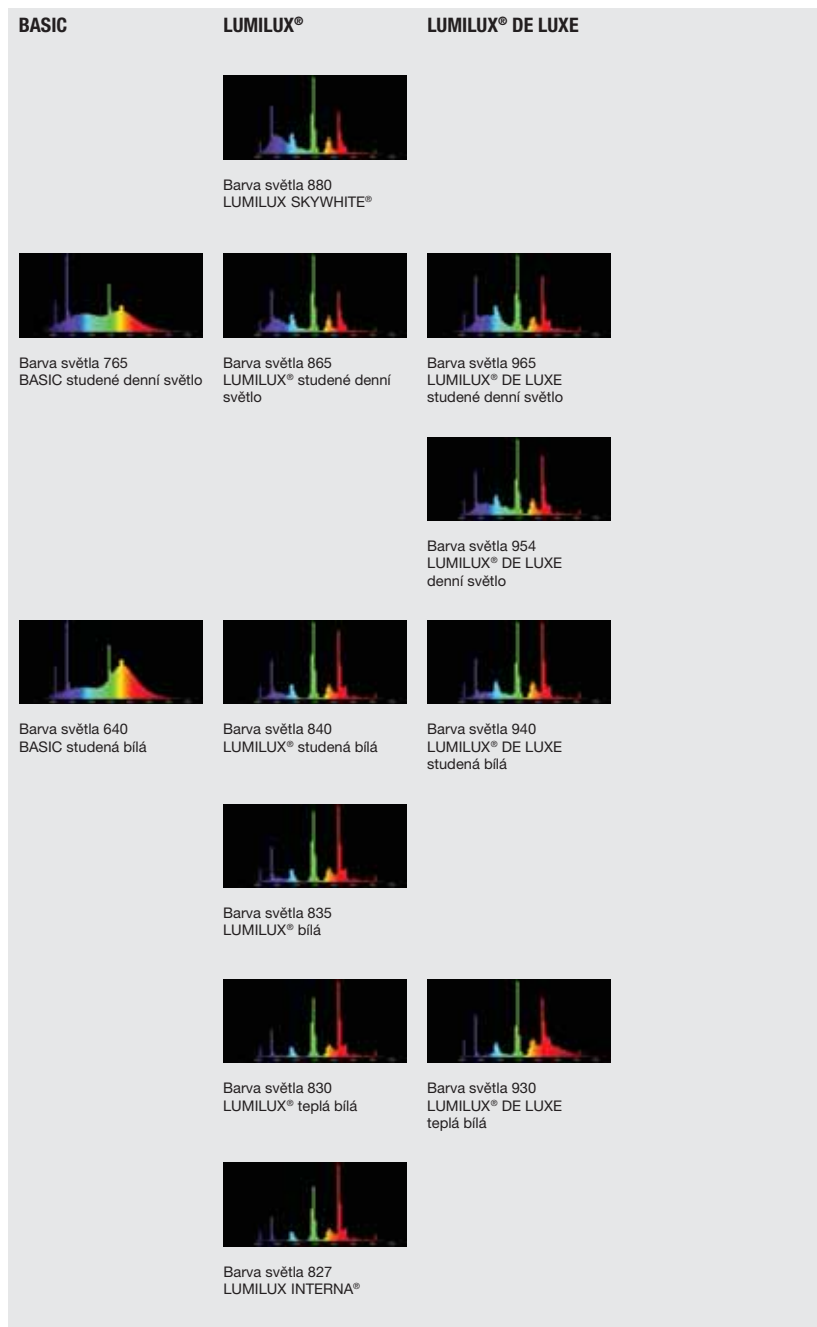 BASIC
LUMILUX®
LUMILUX® DE LUXE
Barva světla 880
LUMILUX SKYWHITE®
Barva světla 765
BASIC studené denní světlo
Barva světla 865
LUMILUX® studené denní
světlo
Barva světla 965
LUMILUX® DE LUXE
studené denní světlo
Barva světla 954
LUMILUX® DE LUXE
denní světlo
Barva světla 640
BASIC studená bílá
Barva světla 840
LUMILUX® studená bílá
Barva světla 940
LUMILUX® DE LUXE
studená bílá
Barva světla 835
LUMILUX® bílá
Barva světla 830
LUMILUX® teplá bílá
Barva světla 930
LUMILUX® DE LUXE
teplá bílá
Barva světla 827
LUMILUX INTERNA®